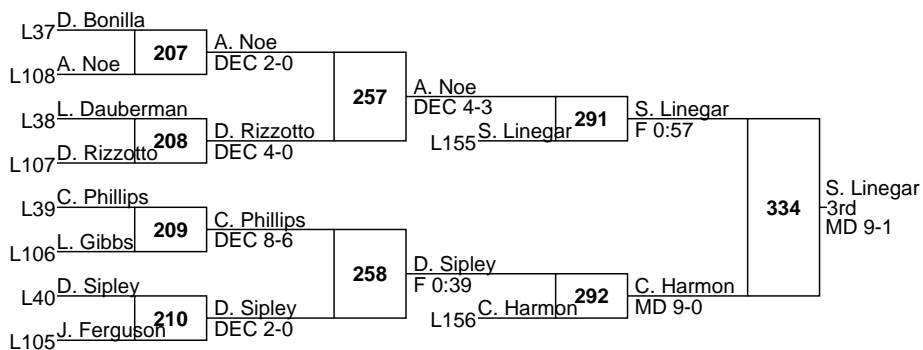 L37 D. Bonilla
207
A. Noe
DEC 2-0
L108 A. Noe
257
A. Noe
DEC 4-3
L38 L. Dauberman
208
D. Rizzotto
DEC 4-0
L107 D. Rizzotto
L155 S. Linegar
291
S. Linegar
F 0:57
L39 C. Phillips
209
C. Phillips
DEC 8-6
L106 L. Gibbs
258
D. Sipley
F 0:39
L40 D. Sipley
210
D. Sipley
DEC 2-0
L105 J. Ferguson
L156 C. Harmon
292
C. Harmon
MD 9-0
334
S. Linegar
3rd
MD 9-1